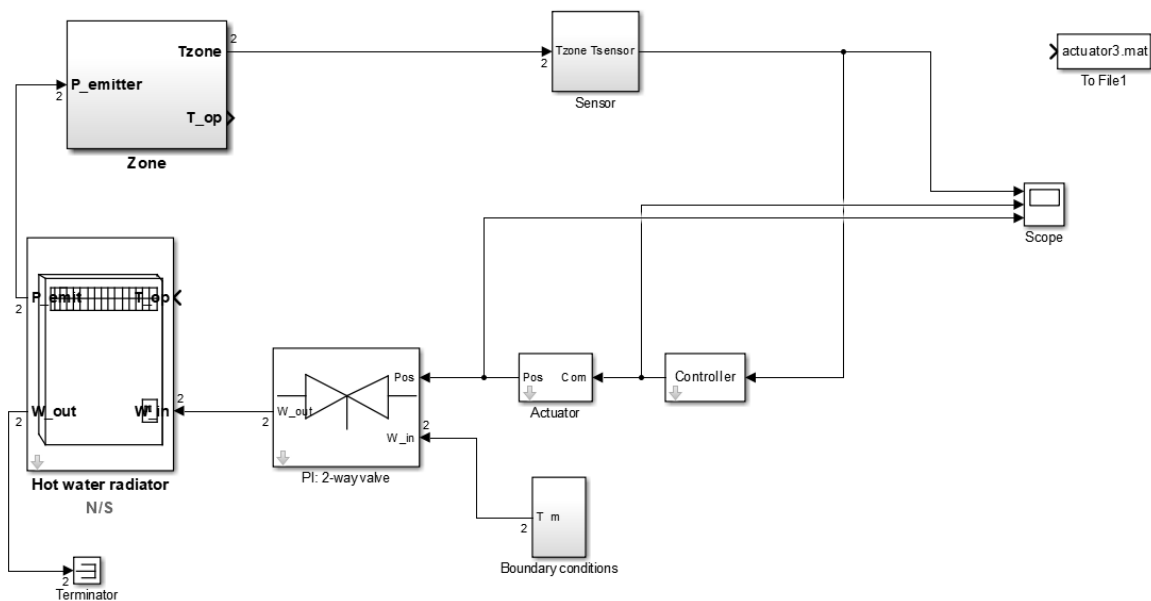 Tzone
2
P_emitter
2
T_op
Zone
Tzone Tsensor
2
Sensor
actuator3.mat
To File1
Scope
P_emit
T_op
2
W_out
W_in
2
2
Hot water radiator
N/S
Pos
W_out
2
W_in
2
PI: 2-way valve
Pos Com
Actuator
Controller
T m
2
Boundary conditions
2
Terminator